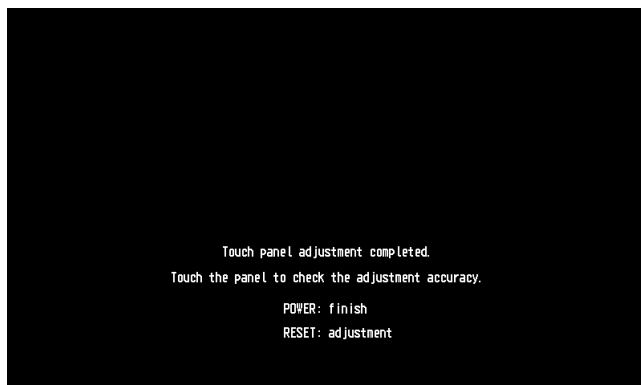 Touch panel adjustment completed.
Touch the panel to check the adjustment accuracy.
POWER: finish
RESET: adjustment